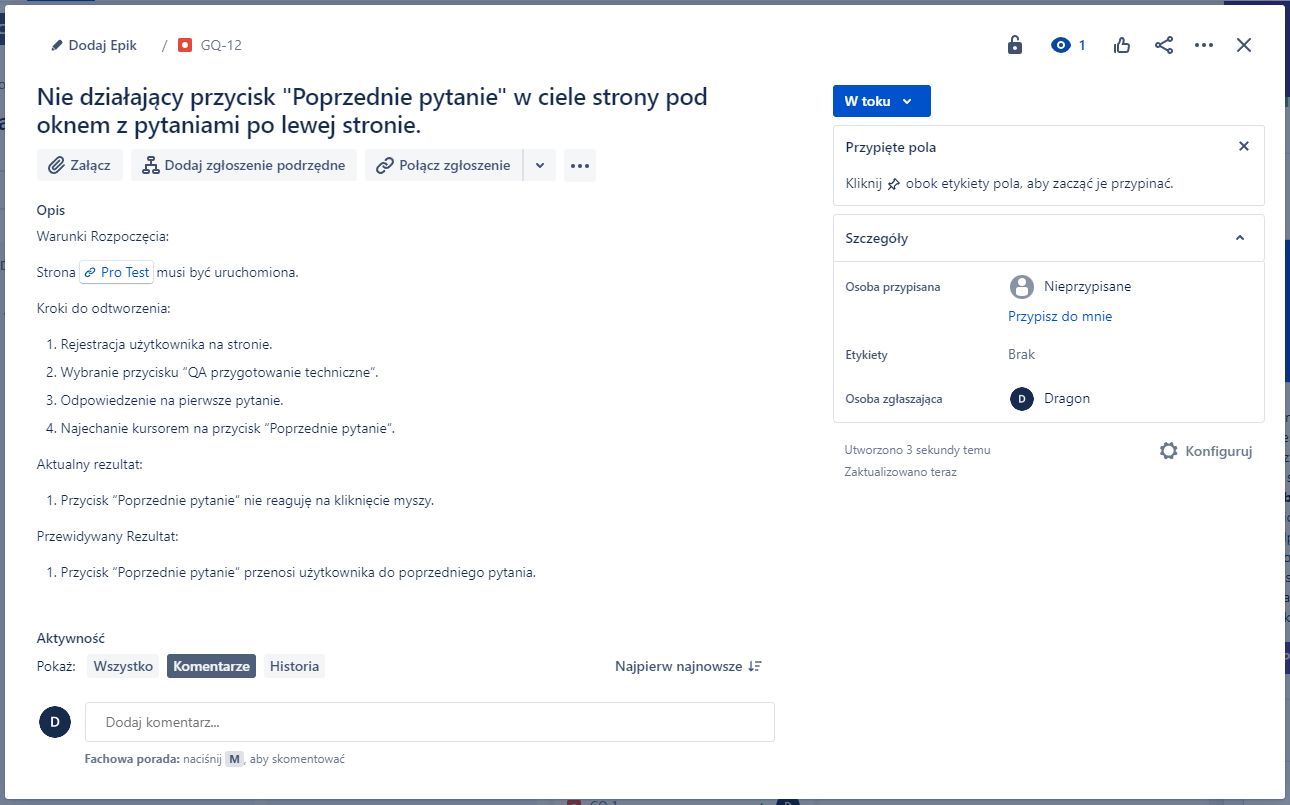 Dodaj Epik / GQ-12
1
Nie działający przycisk "Poprzednie pytanie" w ciele strony pod
oknem z pytaniami po lewej stronie.
Załącz Dodaj zgłoszenie podrzędne Połącz zgłoszenie
Opis
Warunki Rozpoczęcia:
Strona Pro Test musi być uruchomiona.
Kroki do odtworzenia:
1. Rejestracja użytkownika na stronie.
2. Wybranie przycisku “QA przygotowanie techniczne“.
3. Odpowiedzenie na pierwsze pytanie.
4. Najechanie kursorem na przycisk “Poprzednie pytanie“.
Aktualny rezultat:
1. Przycisk “Poprzednie pytanie“ nie reaguję na kliknięcie myszy.
Przewidywany Rezultat:
1. Przycisk “Poprzednie pytanie“ przenosi użytkownika do poprzedniego pytania.
Aktywność
Pokaż: Wszystko Komentarze Historia Najpierw najnowsze
D Dodaj komentarz...
Fachowa porada: naciśnij M, aby skomentować
W toku
Przypięte pola
Kliknij obok etykiety pola, aby zacząć je przypinać.
Szczegóły
Osoba przypisana Nieprzypisane
Przypisz do mnie
Etykiety Brak
Osoba zgłaszająca D Dragon
Utworzono 3 sekundy temu Konfiguruj
Zaktualizowano teraz